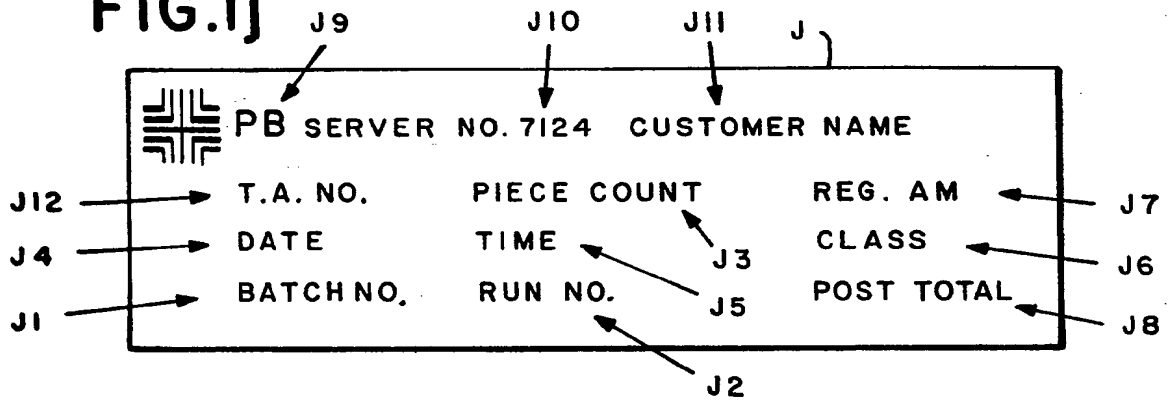 FIG.1j
J9 J10 J11 J
PB SERVER NO. 7124 CUSTOMER NAME
J12 T.A. NO. PIECE COUNT REG. AM J7
J4 DATE TIME J3 CLASS J6
J1 BATCH NO. RUN NO. J5 POST TOTAL J8
J2